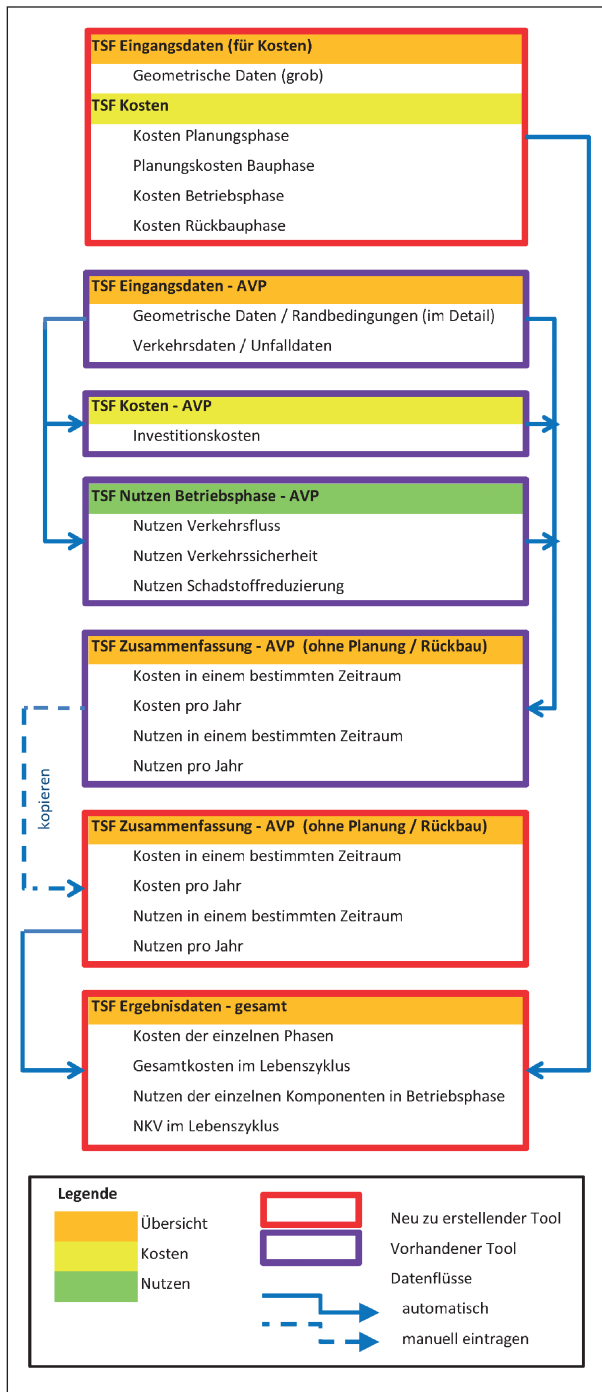 TSF Eingangsdaten (für Kosten)
Geometrische Daten (grob)
TSF Kosten
Kosten Planungsphase
Planungskosten Bauphase
Kosten Betriebsphase
Kosten Rückbauphase
TSF Eingangsdaten - AVP
Geometrische Daten / Randbedingungen (im Detail)
Verkehrsdaten / Unfalldaten
TSF Kosten - AVP
Investitionskosten
TSF Nutzen Betriebsphase - AVP
Nutzen Verkehrsfluss
Nutzen Verkehrssicherheit
Nutzen Schadstoffreduzierung
TSF Zusammenfassung - AVP (ohne Planung / Rückbau)
Kosten in einem bestimmten Zeitraum
Kosten pro Jahr
Nutzen in einem bestimmten Zeitraum
Nutzen pro Jahr
kopieren
TSF Zusammenfassung - AVP (ohne Planung / Rückbau)
Kosten in einem bestimmten Zeitraum
Kosten pro Jahr
Nutzen in einem bestimmten Zeitraum
Nutzen pro Jahr
TSF Ergebnisdaten - gesamt
Kosten der einzelnen Phasen
Gesamtkosten im Lebenszyklus
Nutzen der einzelnen Komponenten in Betriebsphase
NKV im Lebenszyklus
Legende
Übersicht
Kosten
Nutzen
Neu zu erstellender Tool
Vorhandener Tool
Datenflüsse
automatisch
manuell eintragen